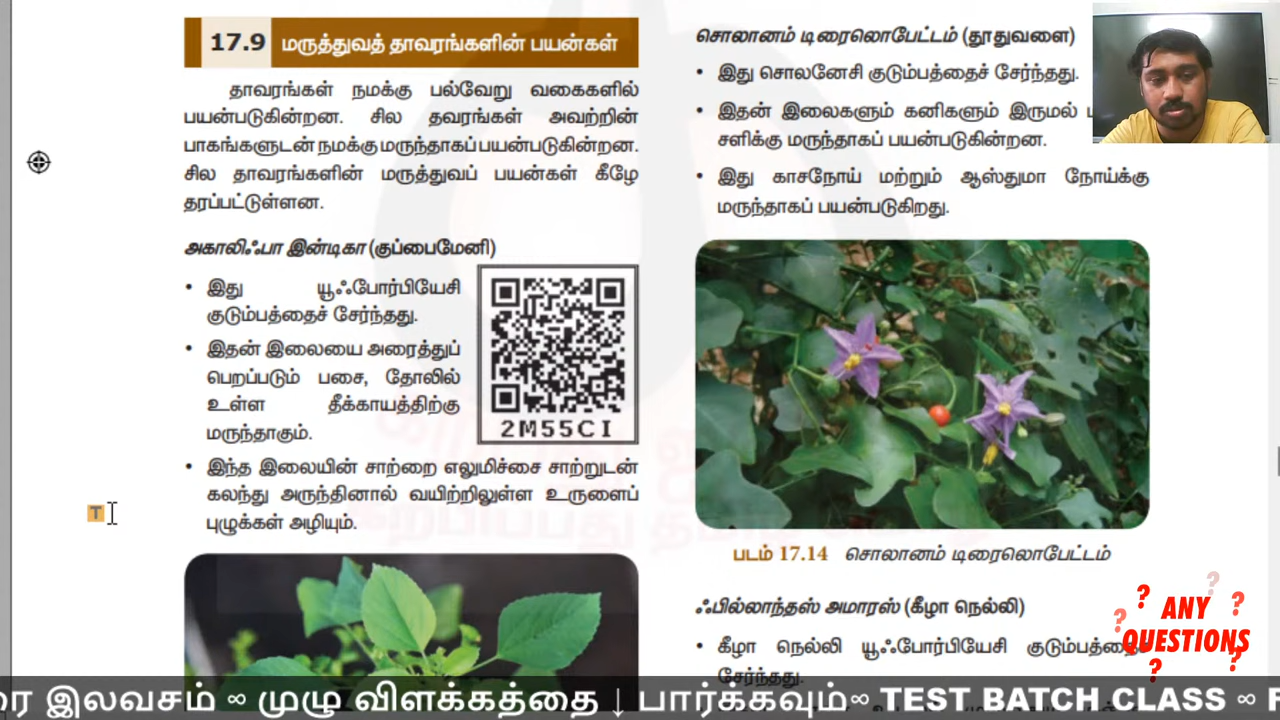 17.9 மருத்துவத் தாவரங்களின் பயன்கள்
தாவரங்கள் நமக்கு பல்வேறு வகைகளில்
பயன்படுகின்றன. சில தவரங்கள் அவற்றின்
பாகங்களுடன் நமக்கு மருந்தாகப் பயன்படுகின்றன.
சில தாவரங்களின் மருத்துவப் பயன்கள் கீழே
தரப்பட்டுள்ளன.
அகாலிஃபா இன்டிகா (குப்பைமேனி)
• இது யூஃபோர்பியேசி
குடும்பத்தைச் சேர்ந்தது.
• இதன் இலையை அரைத்துப்
பெறப்படும் பசை, தோலில்
உள்ள தீக்காயத்திற்கு
மருந்தாகும்.
2M55CI
• இந்த இலையின் சாற்றை எலுமிச்சை சாற்றுடன்
கலந்து அருந்தினால் வயிற்றிலுள்ள உருளைப்
புழுக்கள் அழியும்.
T
சொலானம் டிரைலொபேட்டம் (தூதுவளை)
• இது சொலனேசி குடும்பத்தைச் சேர்ந்தது.
• இதன் இலைகளும் கனிகளும் இருமல்
சளிக்கு மருந்தாகப் பயன்படுகின்றன.
• இது காசநோய் மற்றும் ஆஸ்துமா நோய்க்கு
மருந்தாகப் பயன்படுகிறது.
படம் 17.14 சொலானம் டிரைலொபேட்டம்
ஃபில்லாந்தஸ் அமாரஸ் (கீழா நெல்லி)
• கீழா நெல்லி யூஃபோர்பியேசி குடும்பத்தை
சேர்ந்தது.
? ANY ?
? QUESTIONS ?
இலவசம் ∞ முழு விளக்கத்தை ↓ பார்க்கவும்∞ TEST BATCH CLASS ∞